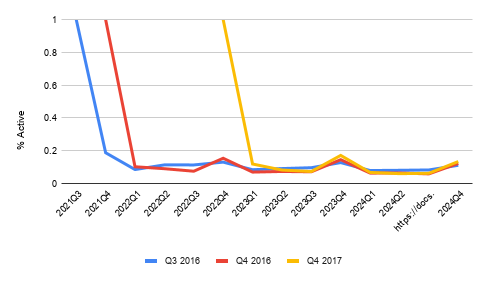 1
0.8
0.6
0.4
0.2
0
% Active
2021Q3
2021Q4
2022Q1
2022Q2
2022Q3
2022Q4
2023Q1
2023Q2
2023Q3
2023Q4
2024Q1
2024Q2
https://docs.
2024Q4
Q3 2016 Q4 2016 Q4 2017